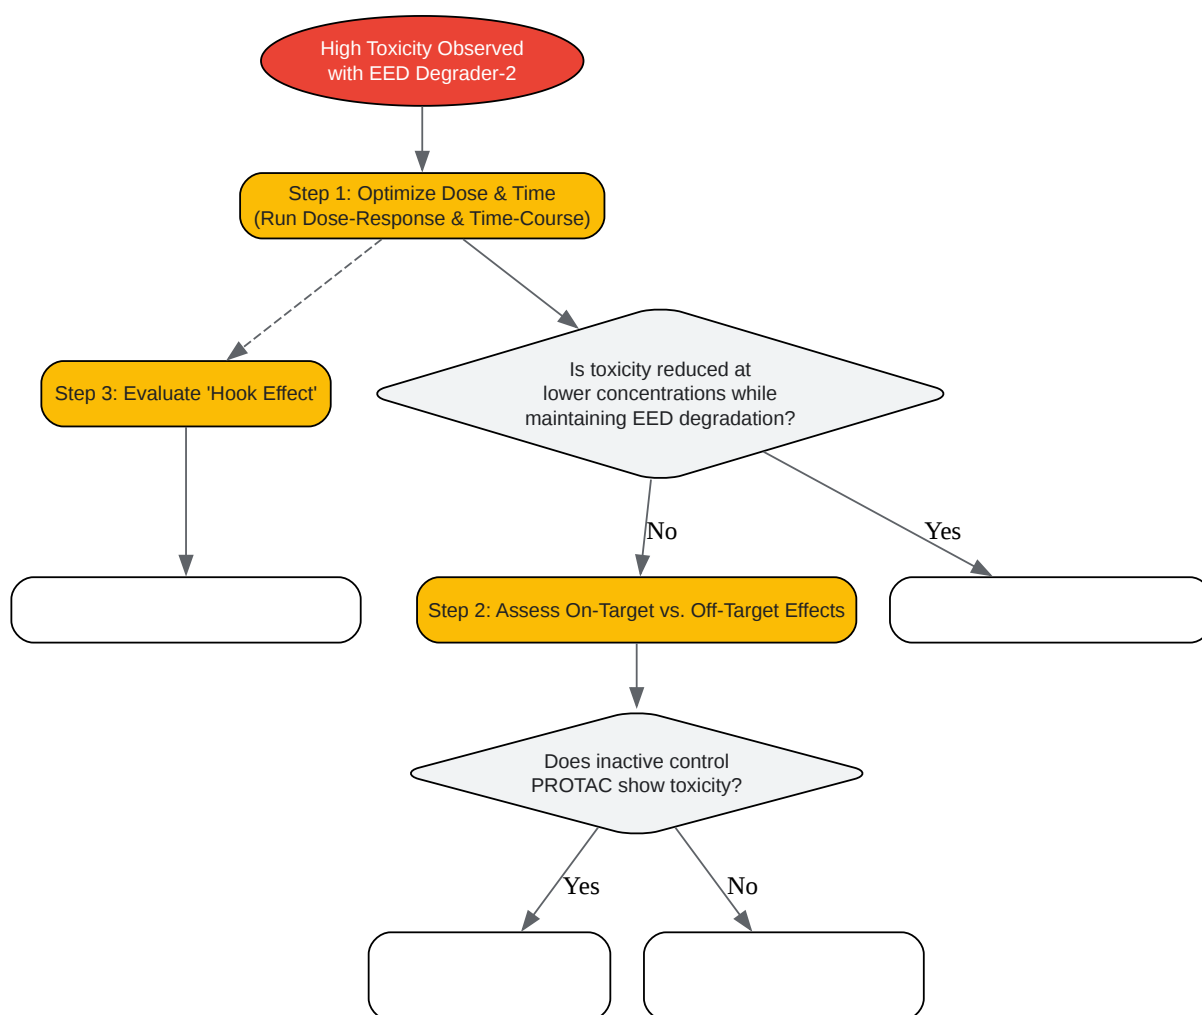 High Toxicity Observed
with EED Degrader-2
Step 1: Optimize Dose & Time
(Run Dose-Response & Time-Course)
Step 3: Evaluate 'Hook Effect'
Is toxicity reduced at
lower concentrations while
maintaining EED degradation?
No
Yes
Step 2: Assess On-Target vs. Off-Target Effects
Does inactive control
PROTAC show toxicity?
Yes
No